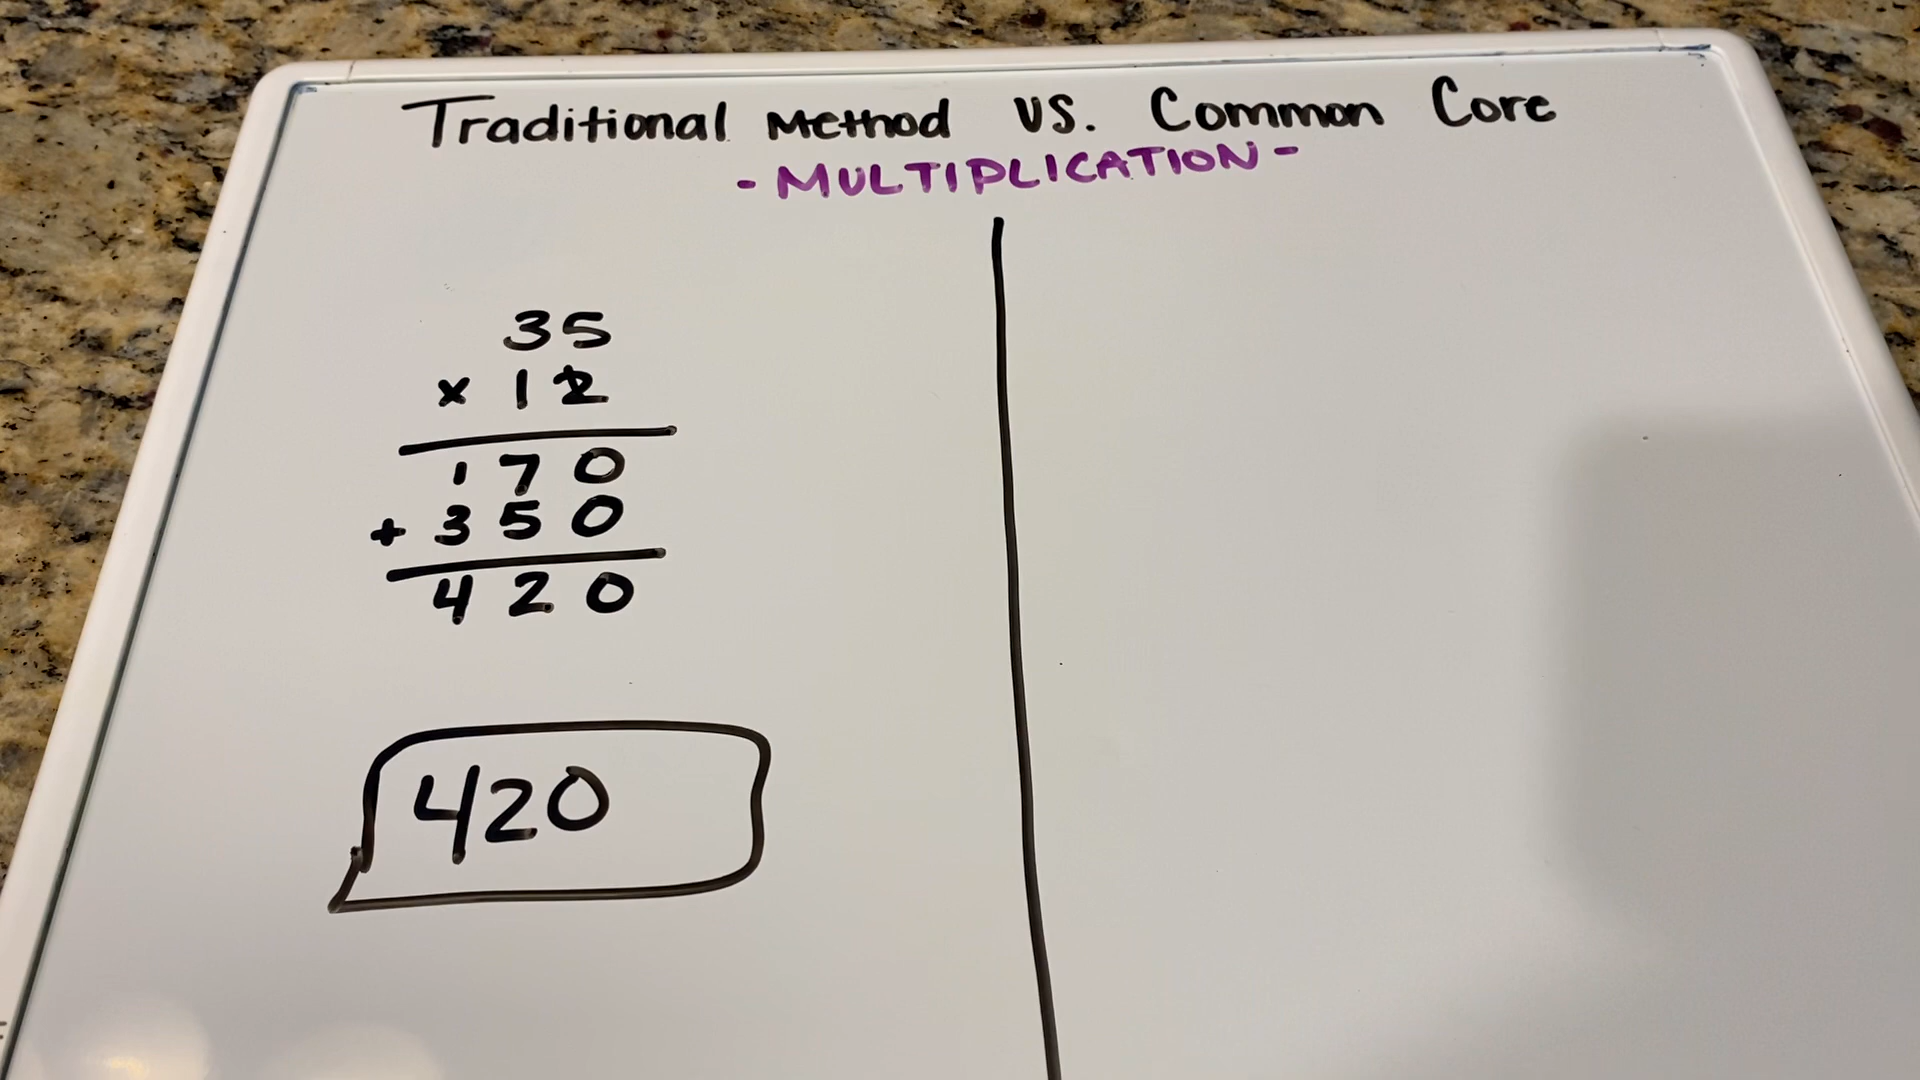 Traditional Method VS. Common Core
- MULTIPLICATION -
35
x 12
170
+ 350
420
420